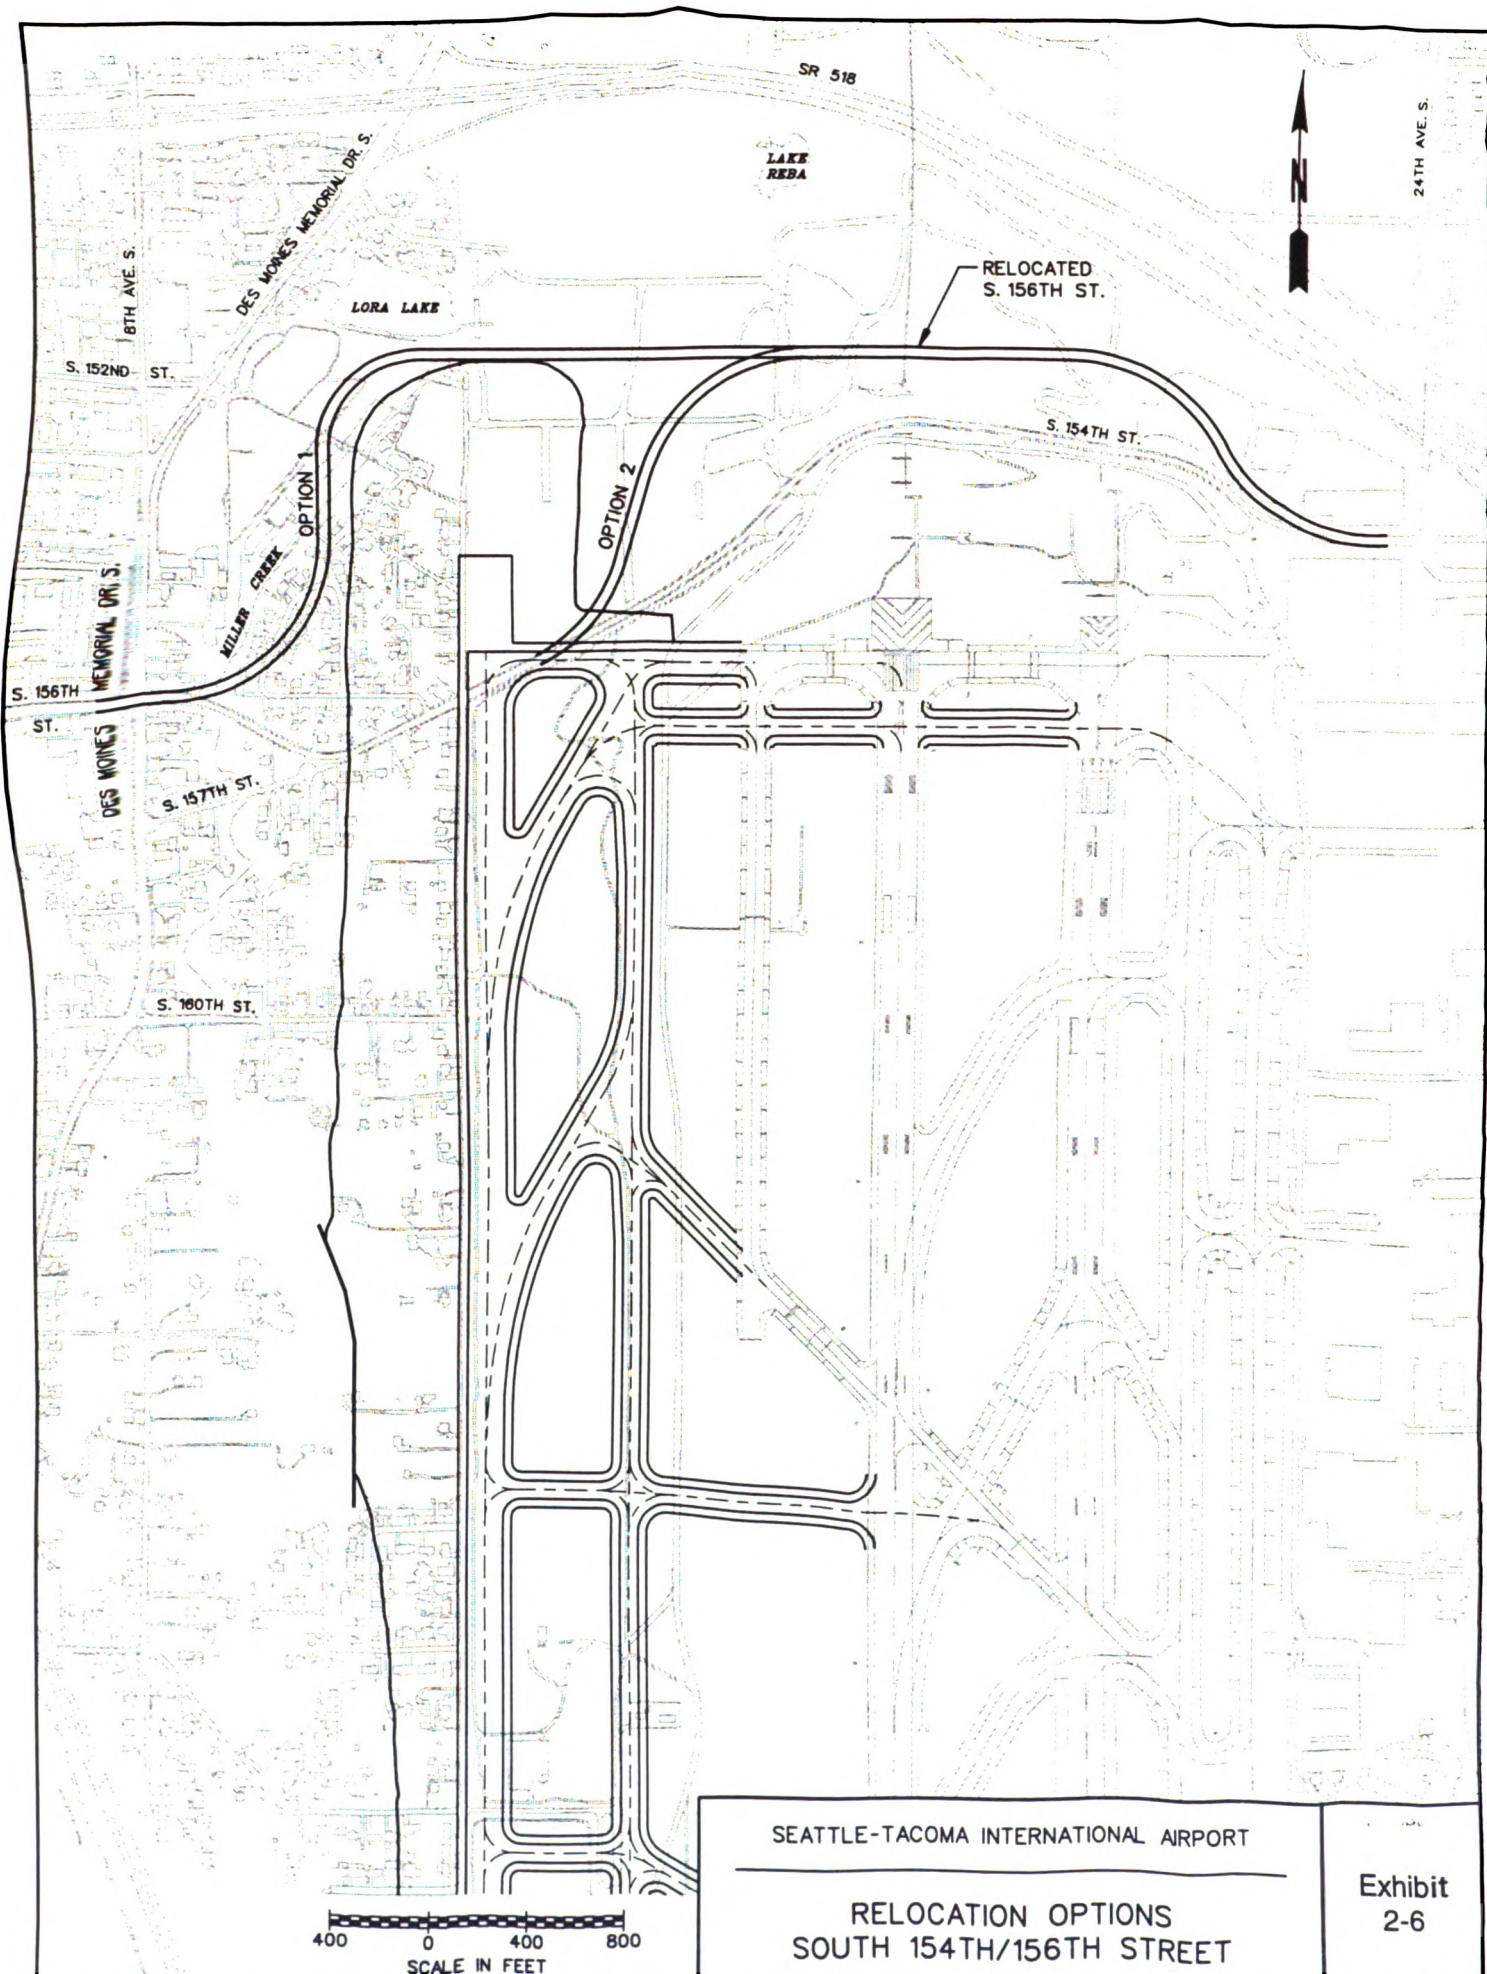 SR 518
LAKE
REBA
24TH AVE. S.
N
DES MOINES MEMORIAL DR. S.
8TH AVE. S.
LORA LAKE
RELOCATED
S. 156TH ST.
S. 152ND ST.
S. 154TH ST.
OPTION 1
OPTION 2
MILLER CREEK
DES MOINES MEMORIAL DR. S.
S. 156TH
ST.
S. 157TH ST.
S. 160TH ST.
400 0 400 800
SCALE IN FEET
SEATTLE-TACOMA INTERNATIONAL AIRPORT
RELOCATION OPTIONS
SOUTH 154TH/156TH STREET
Exhibit
2-6